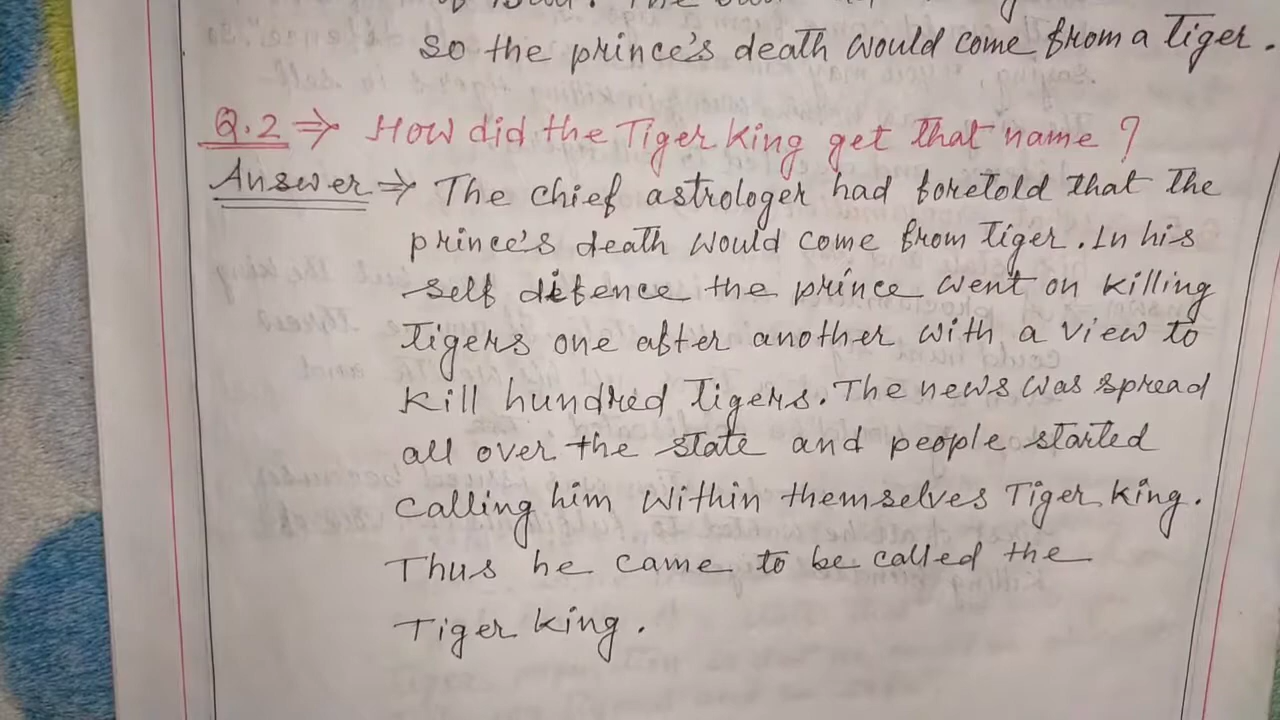 so the prince's death would come from a Tiger.
Q.2 ⇒ How did the Tiger King get that name ?
Answer ⇒ The chief astrologer had foretold that the
prince's death would come from Tiger. In his
self defence the prince went on killing
Tigers one after another with a view to
kill hundred Tigers. The news was spread
all over the state and people started
calling him within themselves Tiger King.
Thus he came to be called the
Tiger King.